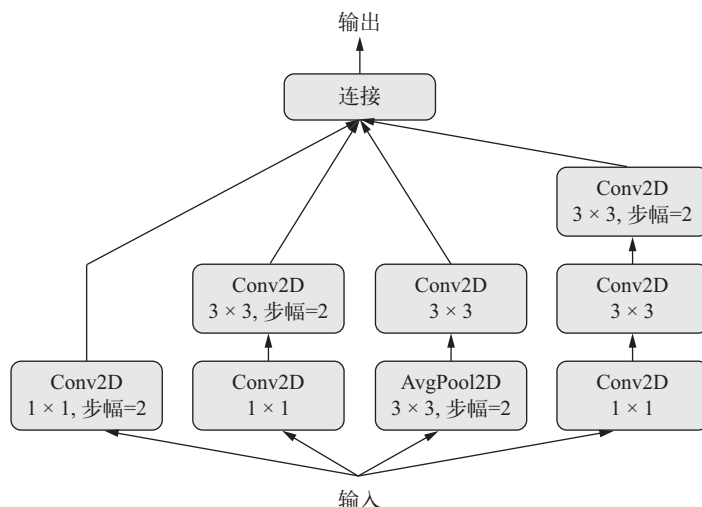 输出
连接
Conv2D
3 × 3, 步幅=2
Conv2D
3 × 3, 步幅=2
Conv2D
3 × 3
Conv2D
3 × 3
Conv2D
1 × 1, 步幅=2
Conv2D
1 × 1
AvgPool2D
3 × 3, 步幅=2
Conv2D
1 × 1
输入